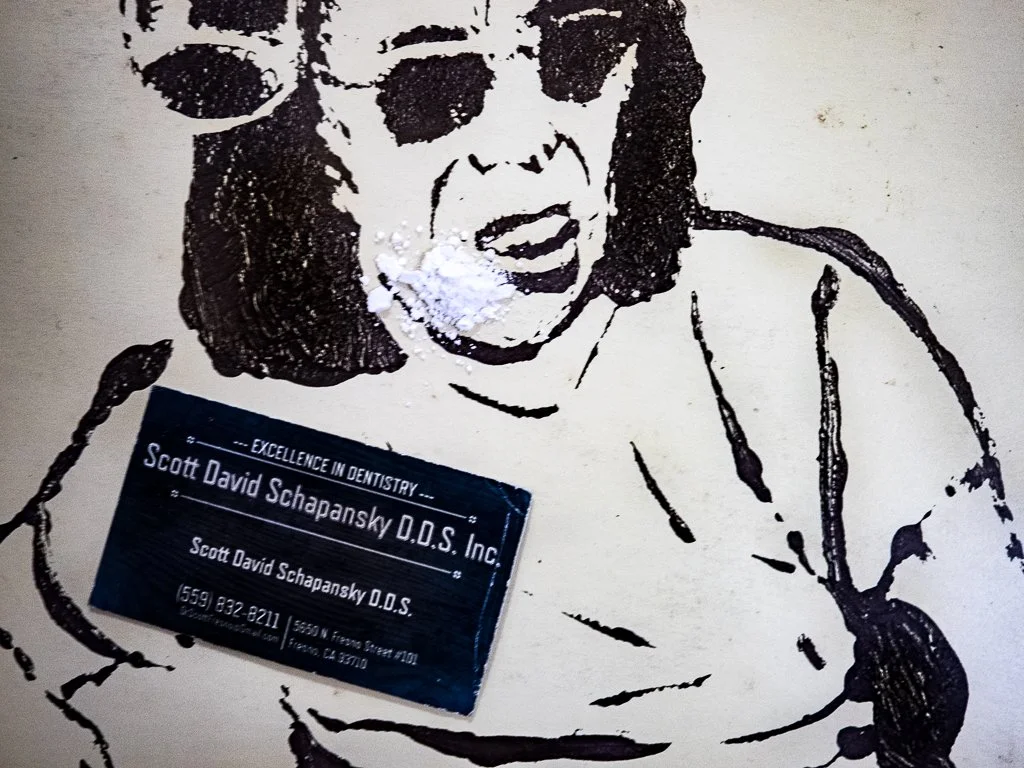 --- EXCELLENCE IN DENTISTRY ---
Scott David Schapansky D.D.S. Inc.
Scott David Schapansky D.D.S.
(559) 832-8211
5650 N. Fresno Street #101
Fresno, CA 93710